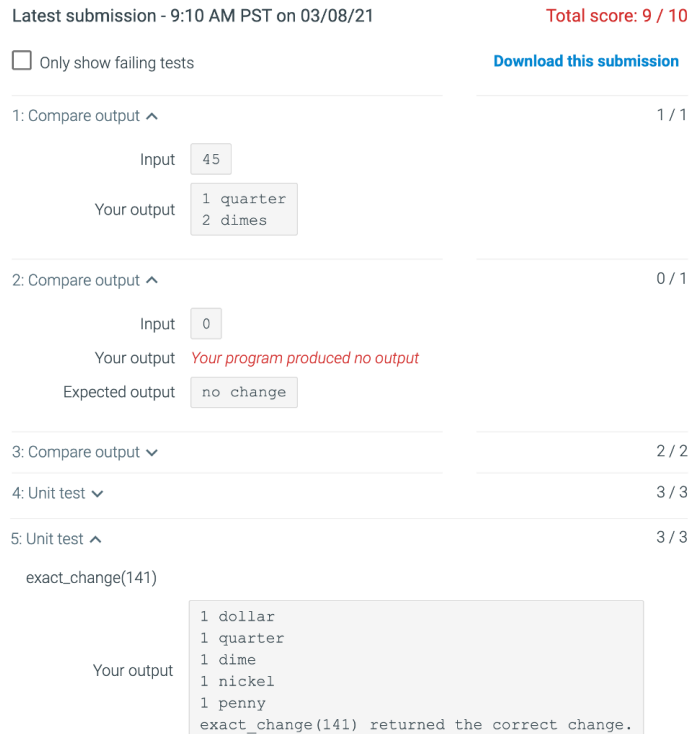 Latest submission - 9:10 AM PST on 03/08/21 Total score: 9 / 10
Only show failing tests Download this submission
1: Compare output 1 / 1
Input 45
Your output 1 quarter
2 dimes
2: Compare output 0 / 1
Input 0
Your output Your program produced no output
Expected output no change
3: Compare output 2 / 2
4: Unit test 3 / 3
5: Unit test 3 / 3
exact_change(141)
Your output
1 dollar
1 quarter
1 dime
1 nickel
1 penny
exact_change(141) returned the correct change.